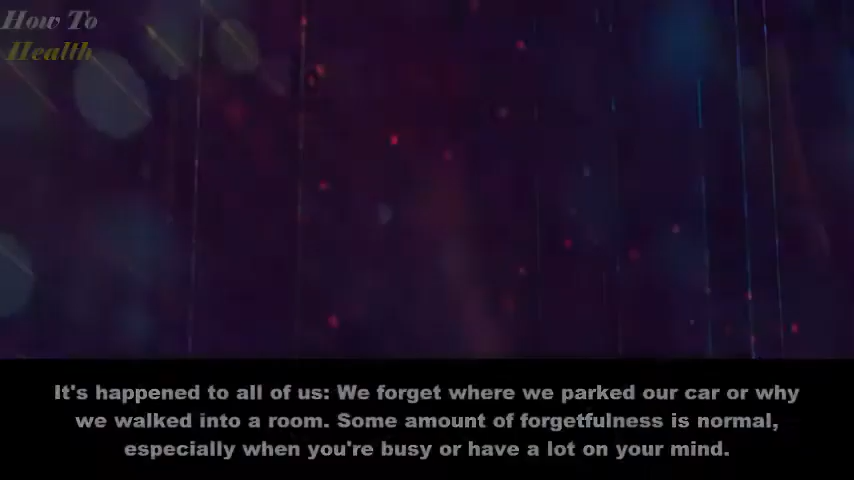 How To
Health
It's happened to all of us: We forget where we parked our car or why
we walked into a room. Some amount of forgetfulness is normal,
especially when you're busy or have a lot on your mind.